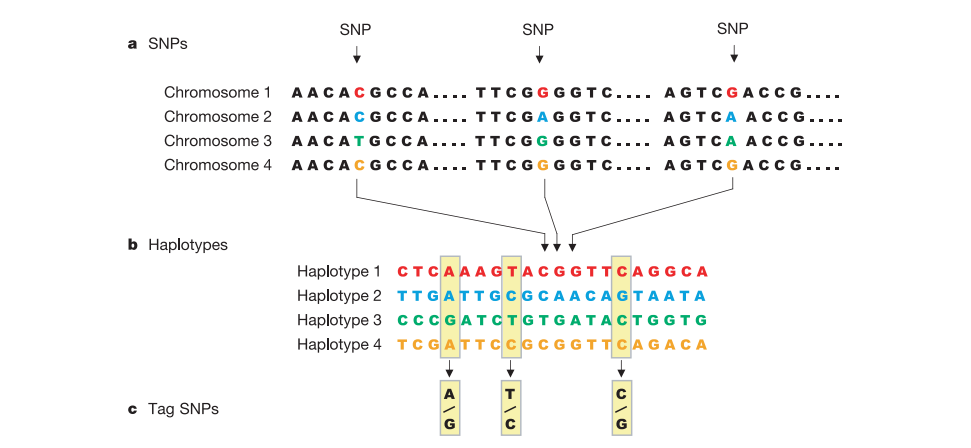 SNP SNP SNP
a SNPs
Chromosome 1 AACACGCCA.... TTCGGGGTC.... AGTCGACCG....
Chromosome 2 AACACGCCA.... TTCGAGGTC.... AGTCAACCG....
Chromosome 3 AACATGCCA.... TTCGGGGTC.... AGTCAACCG....
Chromosome 4 AACACGCCA.... TTCGGGGTC.... AGTCGACCG....
b Haplotypes
Haplotype 1 CTCAAAGTACGGTTCAGGCA
Haplotype 2 TTGATTGCGCAACAGTAATA
Haplotype 3 CCCGATCTGTGATACTGGTG
Haplotype 4 TCGATTCCGCGGTTCAGACA
A/G T/C C/G
c Tag SNPs